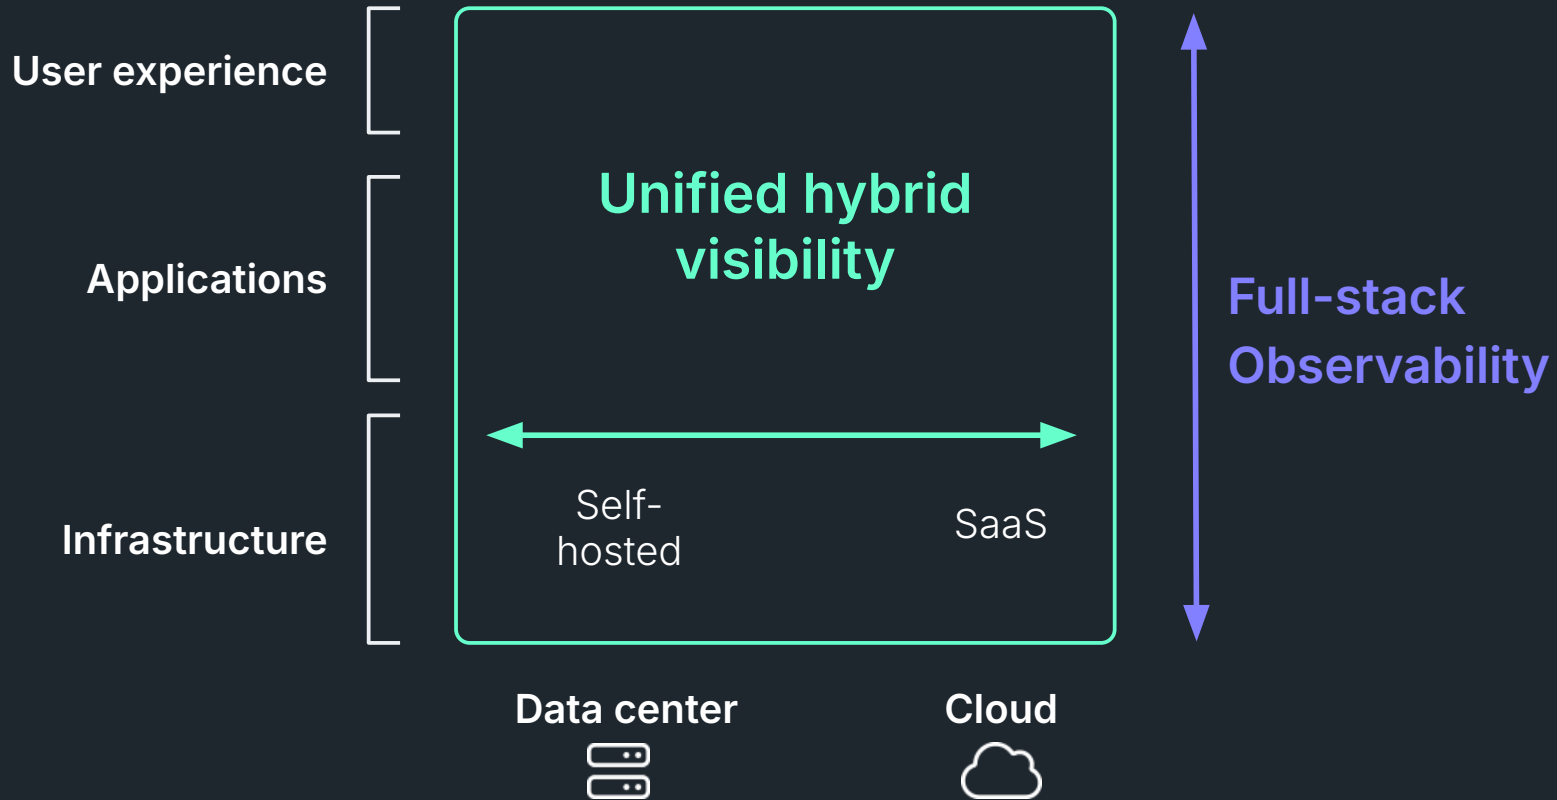 User experience
Applications
Infrastructure
Unified hybrid
visibility
Self-
hosted
SaaS
Data center
Cloud
Full-stack
Observability